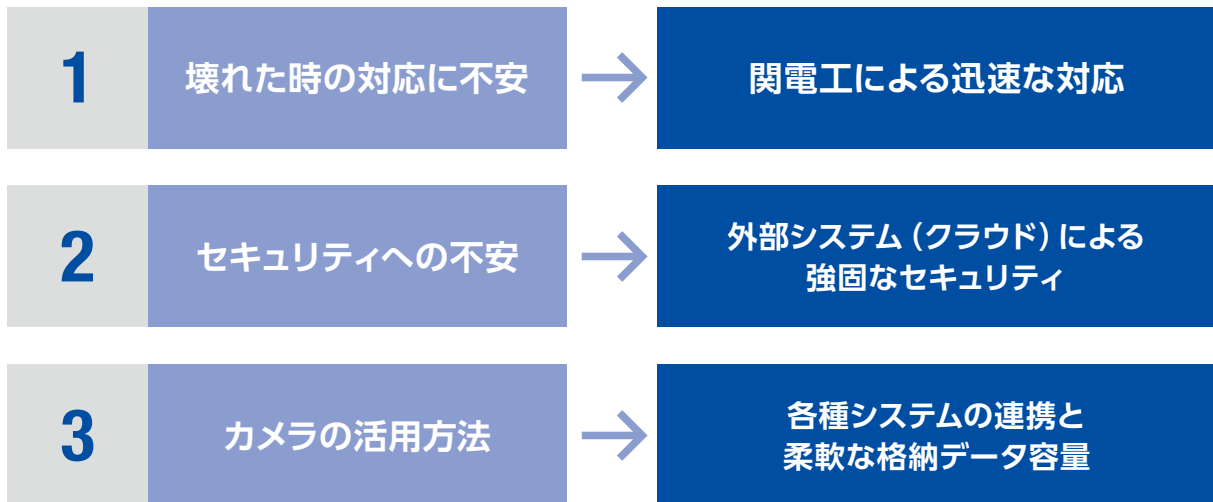 1
壊れた時の対応に不安
関電工による迅速な対応
2
セキュリティへの不安
外部システム（クラウド）による
強固なセキュリティ
3
カメラの活用方法
各種システムの連携と
柔軟な格納データ容量